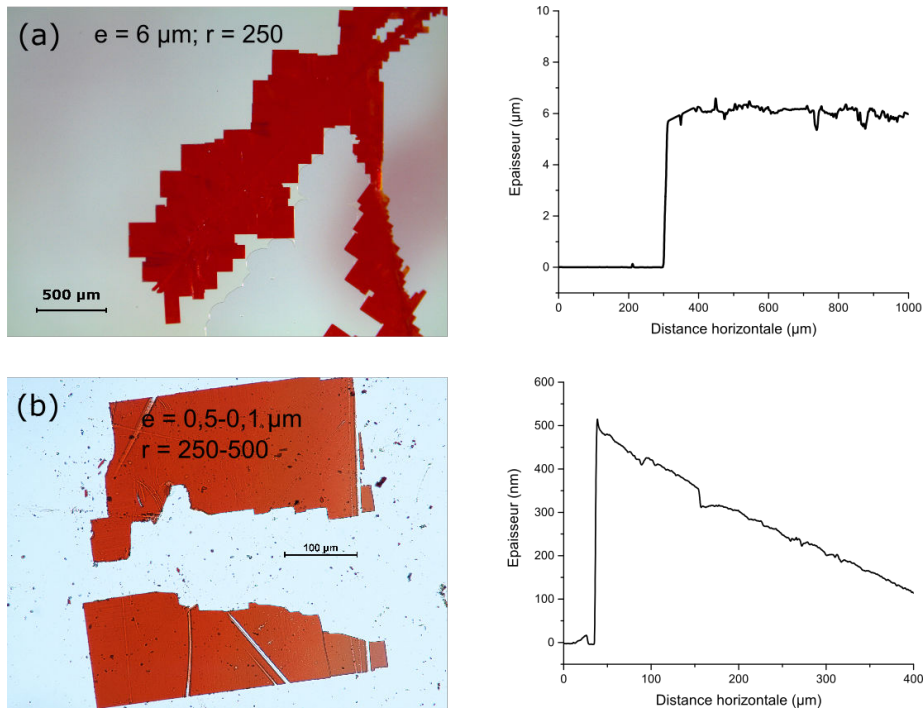 (a) e = 6 µm; r = 250
500 µm
10
8
6
4
2
0
Epaisseur (µm)
0 200 400 600 800 1000
Distance horizontale (µm)
(b)
e = 0,5-0,1 µm
r = 250-500
100 µm
600
500
400
300
200
100
0
Epaisseur (nm)
0 100 200 300 400
Distance horizontale (µm)